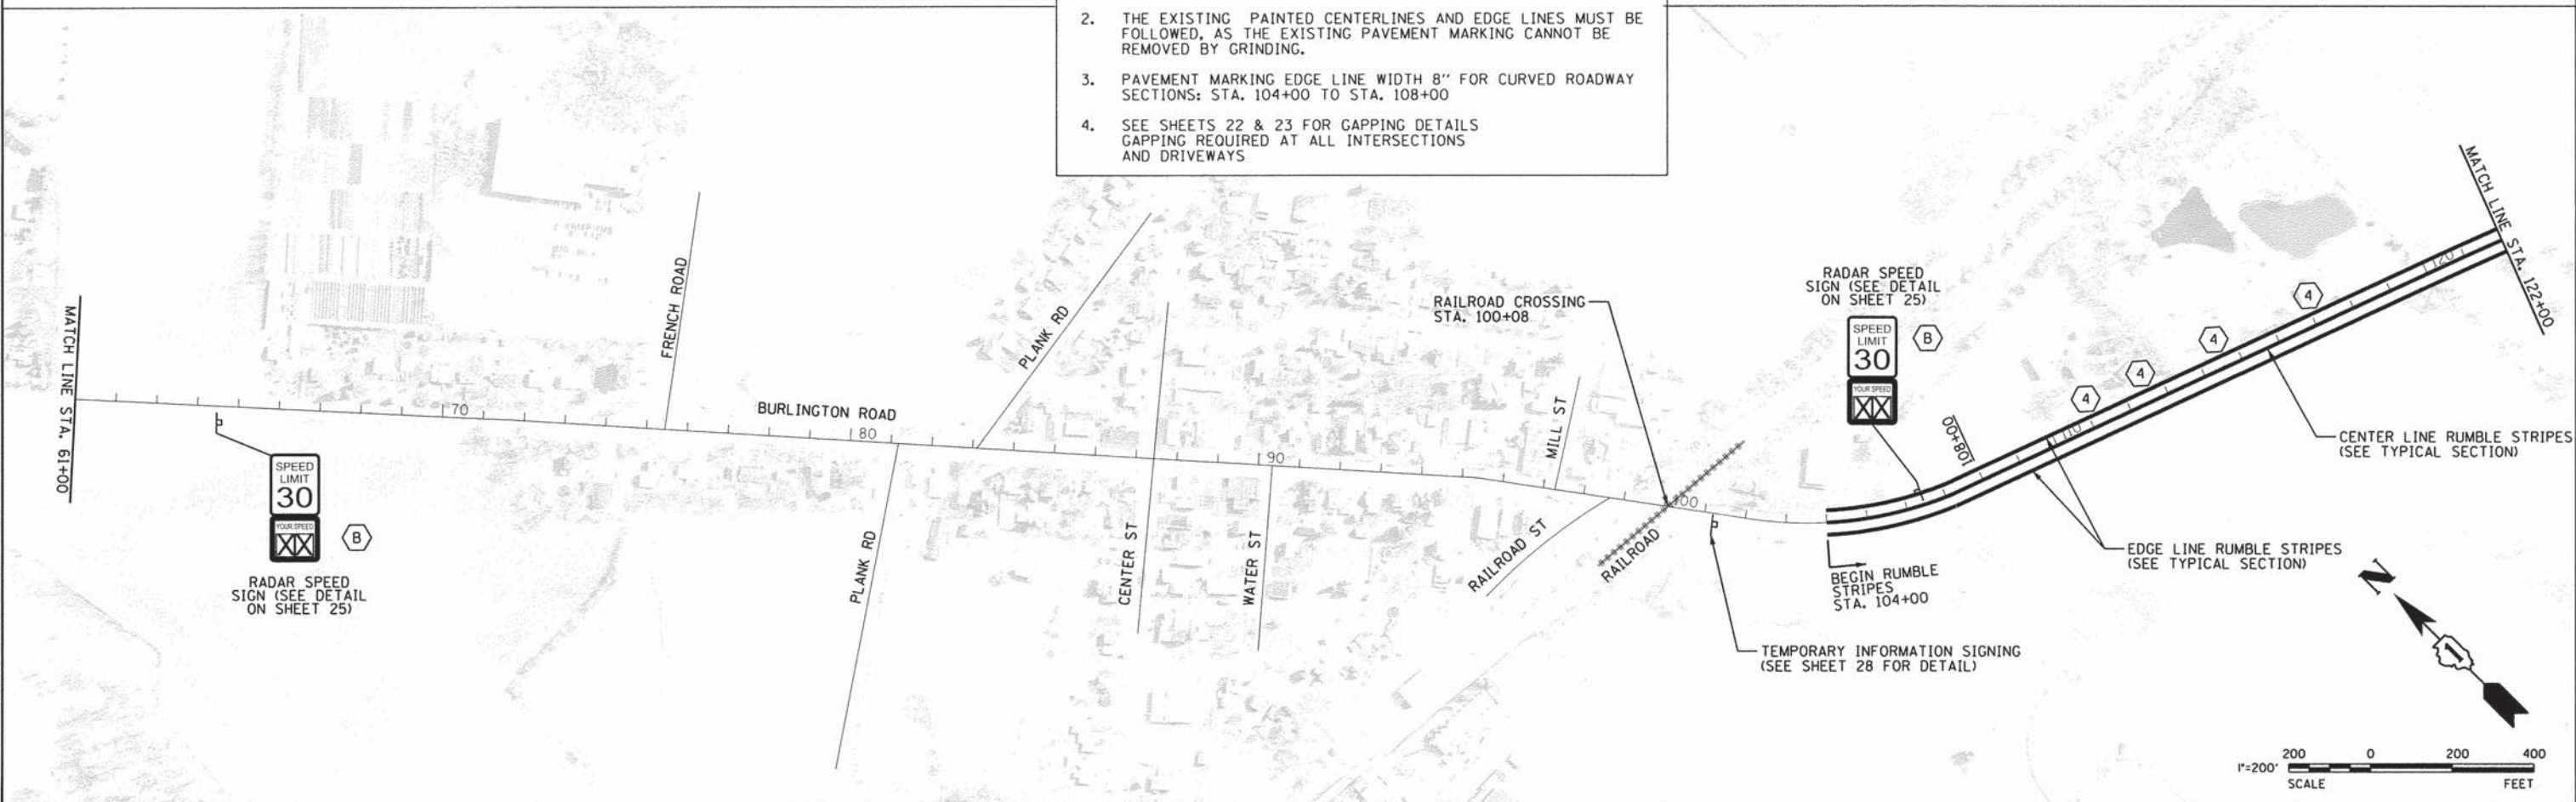 2. THE EXISTING PAINTED CENTERLINES AND EDGE LINES MUST BE
FOLLOWED, AS THE EXISTING PAVEMENT MARKING CANNOT BE
REMOVED BY GRINDING.
3. PAVEMENT MARKING EDGE LINE WIDTH 8'' FOR CURVED ROADWAY
SECTIONS: STA. 104+00 TO STA. 108+00
4. SEE SHEETS 22 & 23 FOR GAPPING DETAILS
GAPPING REQUIRED AT ALL INTERSECTIONS
AND DRIVEWAYS
MATCH LINE STA. 61+00
SPEED
LIMIT
30
YOUR SPEED
XX
B
RADAR SPEED
SIGN (SEE DETAIL
ON SHEET 25)
70
FRENCH ROAD
BURLINGTON ROAD
80
PLANK RD
PLANK RD
CENTER ST
WATER ST
90
MILL ST
RAILROAD ST
RAILROAD
RAILROAD CROSSING
STA. 100+08
100
TEMPORARY INFORMATION SIGNING
(SEE SHEET 28 FOR DETAIL)
RADAR SPEED
SIGN (SEE DETAIL
ON SHEET 25)
SPEED
LIMIT
30
YOUR SPEED
XX
B
BEGIN RUMBLE
STRIPES
STA. 104+00
108+00
110
4
4
4
4
120
MATCH LINE STA. 122+00
CENTER LINE RUMBLE STRIPES
(SEE TYPICAL SECTION)
EDGE LINE RUMBLE STRIPES
(SEE TYPICAL SECTION)
N
1
200 0 200 400
1"=200'
SCALE FEET